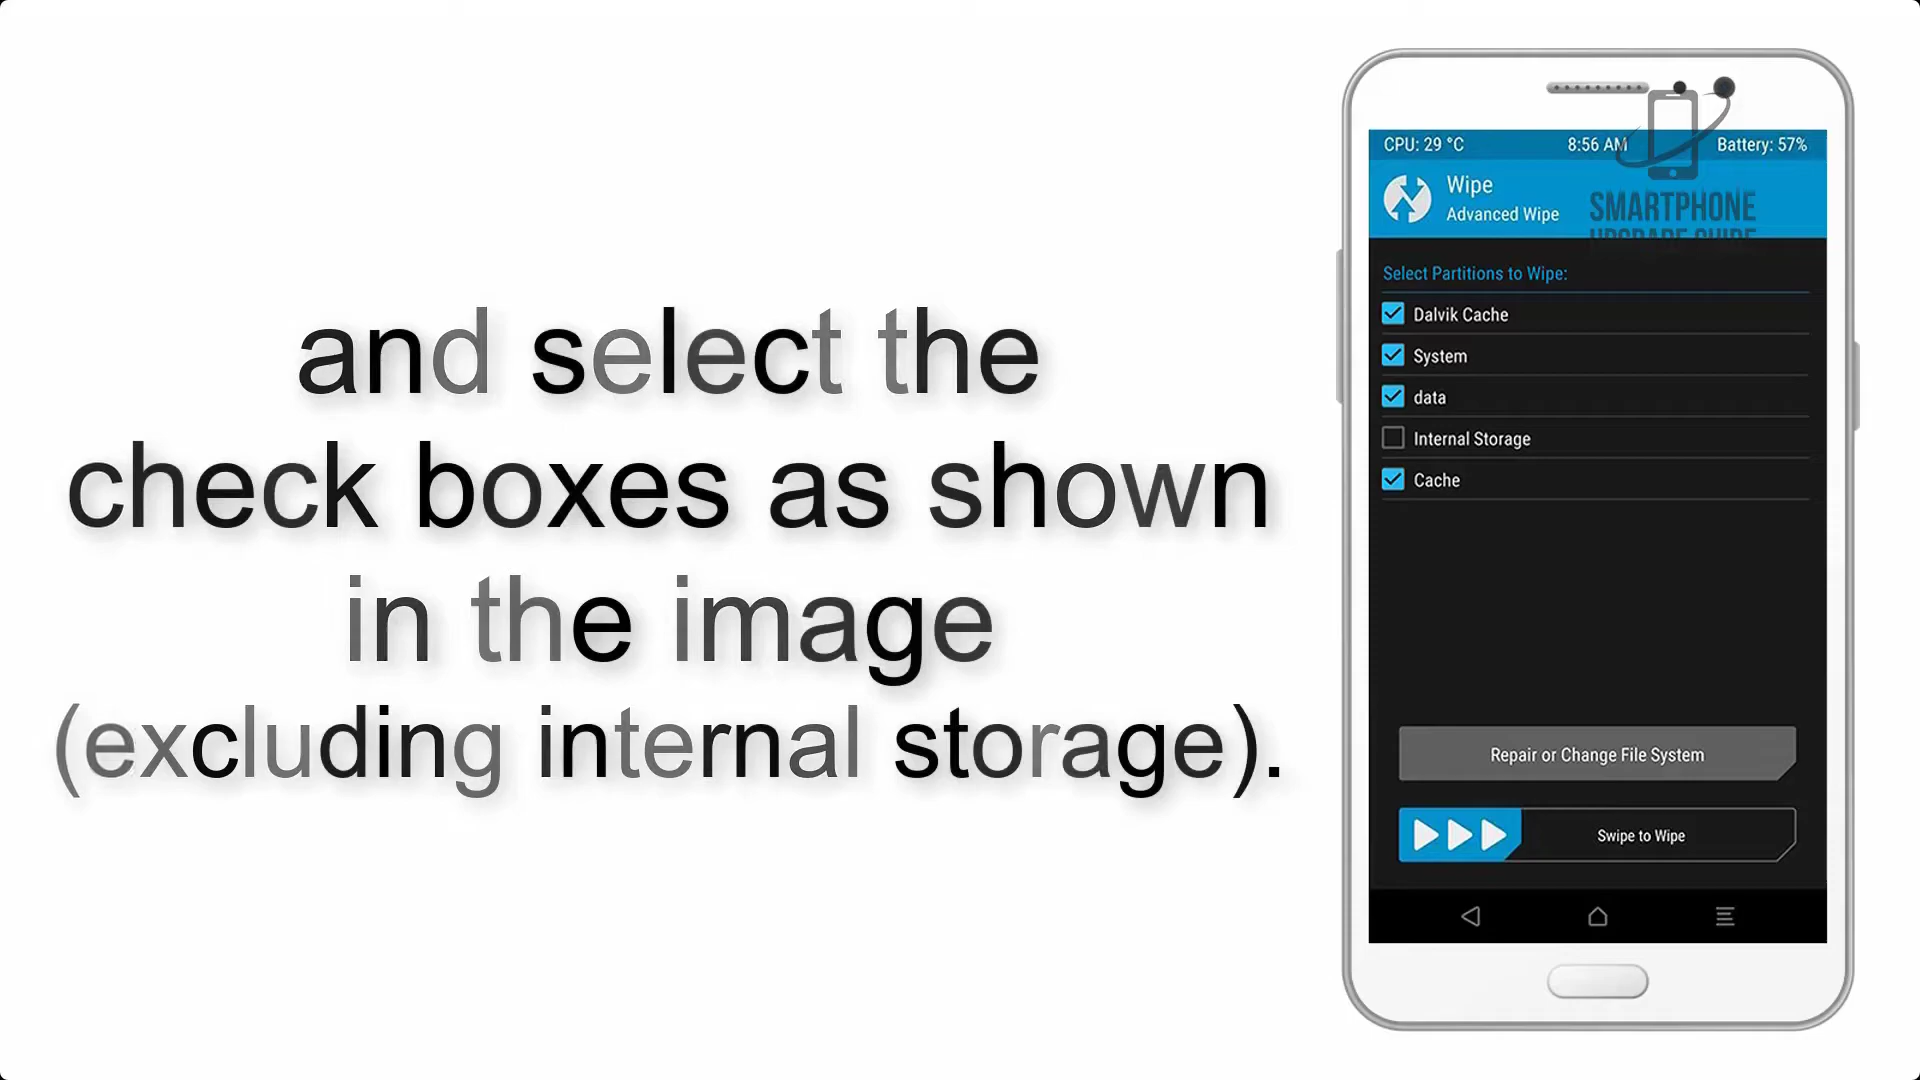 and select the
check boxes as shown
in the image
(excluding internal storage).
CPU: 29 °C 8:56 AM Battery: 57%
Wipe
Advanced Wipe
SMARTPHONE
UPGRADE GUIDE
Select Partitions to Wipe:
Dalvik Cache
System
data
Internal Storage
Cache
Repair or Change File System
Swipe to Wipe